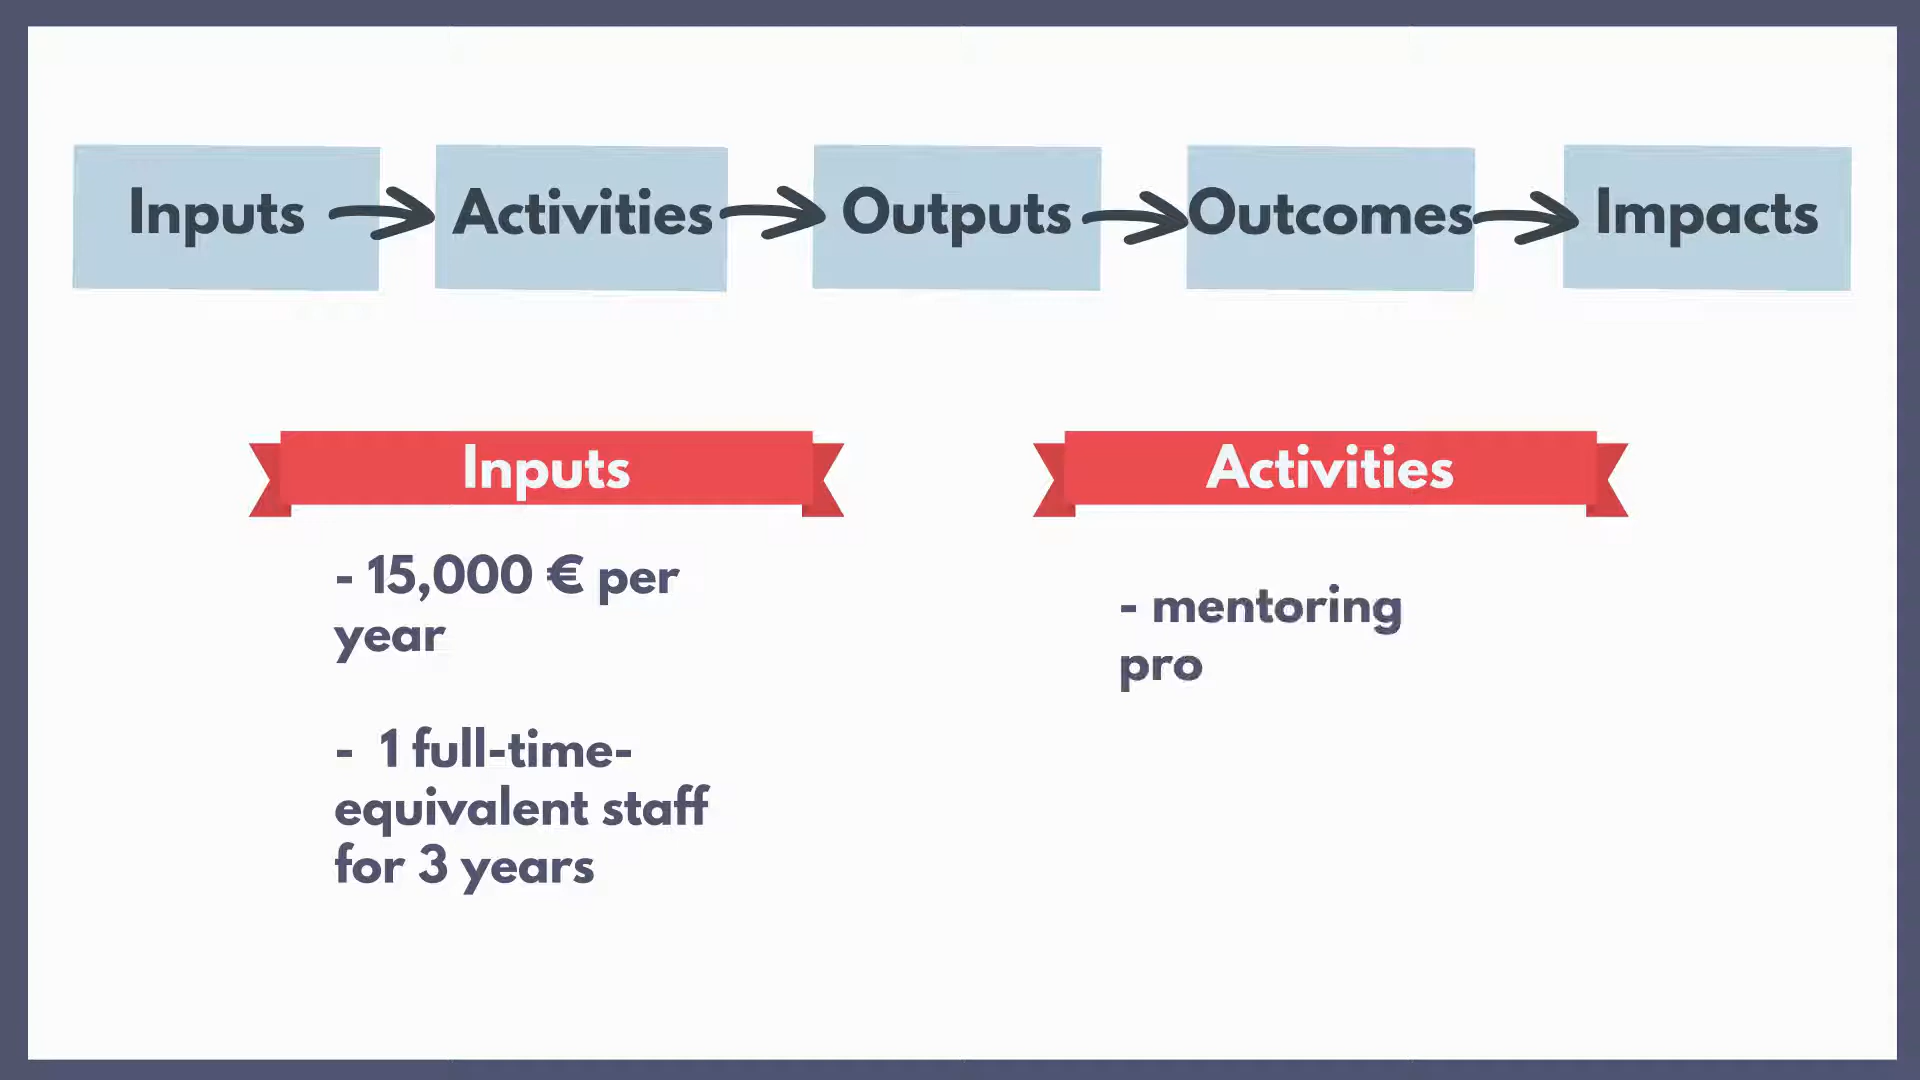 Inputs Activities Outputs Outcomes Impacts
Inputs
- 15,000 € per
year
- 1 full-time-
equivalent staff
for 3 years
Activities
- mentoring
pro